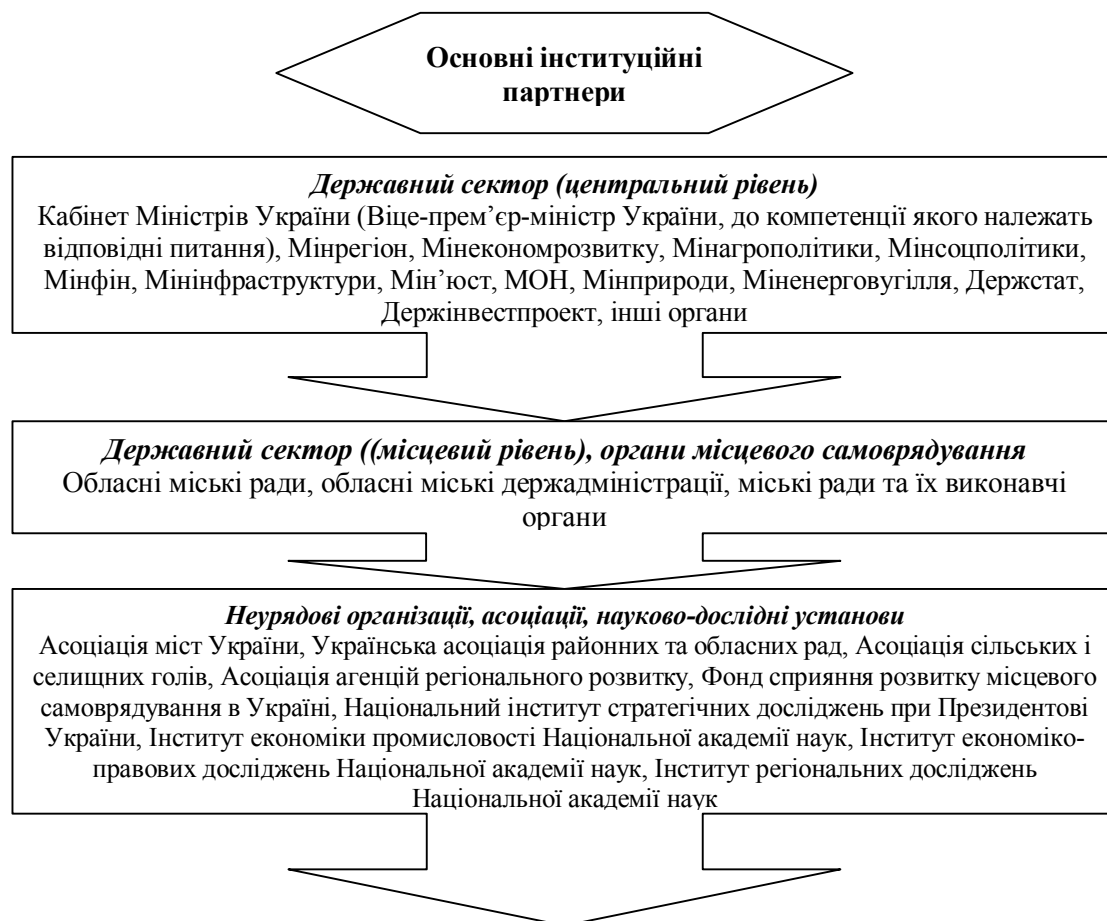 Основні інституційні
партнери
Державний сектор (центральний рівень)
Кабінет Міністрів України (Віце-прем’єр-міністр України, до компетенції якого належать
відповідні питання), Мінрегіон, Мінекономрозвитку, Мінагрополітики, Мінсоцполітики,
Мінфін, Мінінфраструктури, Мін’юст, МОН, Мінприроди, Міненерговугілля, Держстат,
Держінвестпроект, інші органи
Державний сектор ((місцевий рівень), органи місцевого самоврядування
Обласні міські ради, обласні міські держадміністрації, міські ради та їх виконавчі
органи
Неурядові організації, асоціації, науково-дослідні установи
Асоціація міст України, Українська асоціація районних та обласних рад, Асоціація сільських і
селищних голів, Асоціація агенцій регіонального розвитку, Фонд сприяння розвитку місцевого
самоврядування в Україні, Національний інститут стратегічних досліджень при Президентові
України, Інститут економіки промисловості Національної академії наук, Інститут економіко-
правових досліджень Національної академії наук, Інститут регіональних досліджень
Національної академії наук